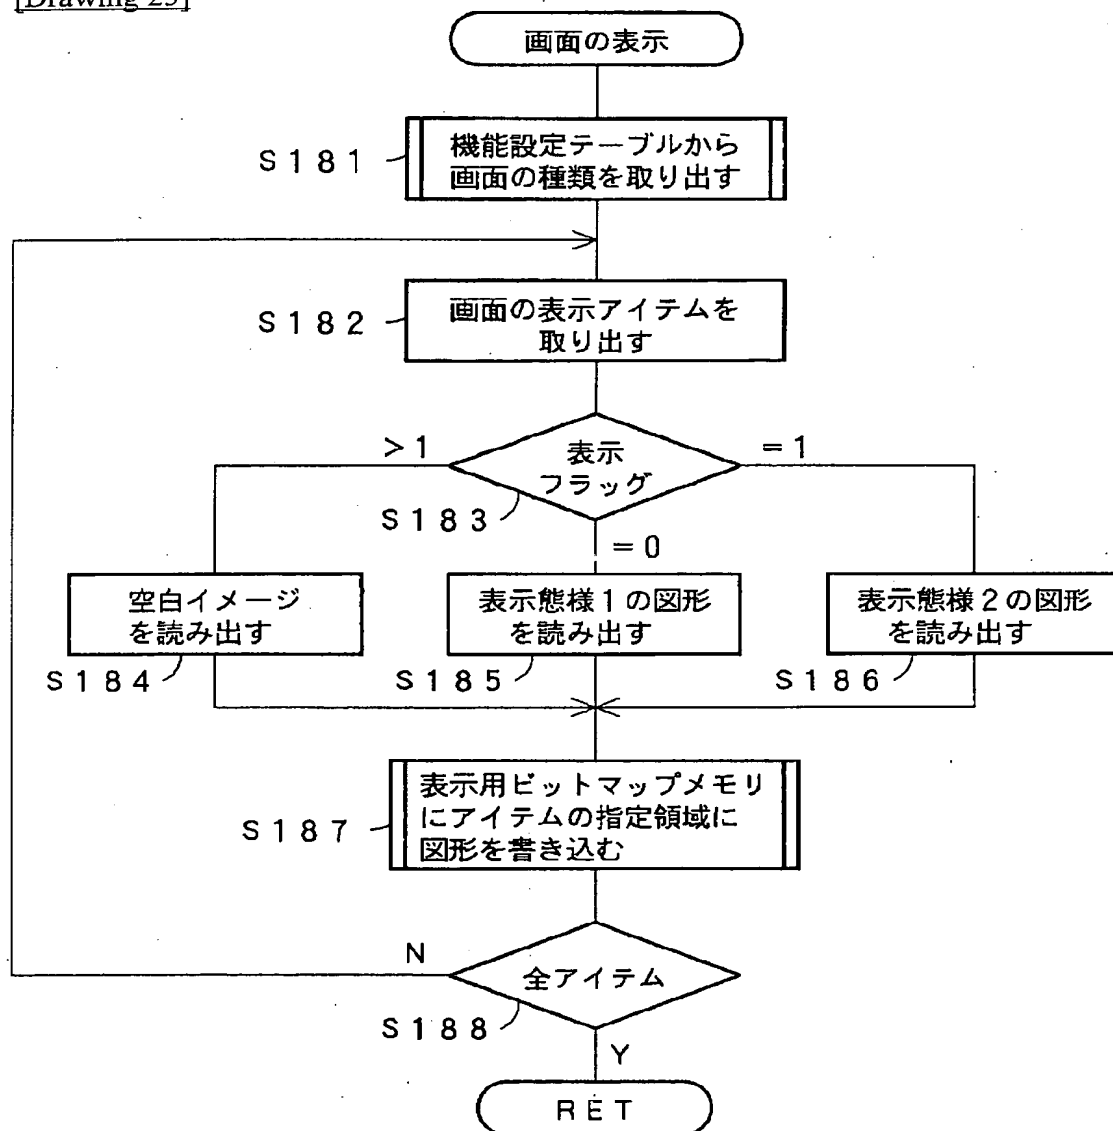 [Drawing 25]
画面の表示
S181
機能設定テーブルから
画面の種類を取り出す
S182
画面の表示アイテムを
取り出す
>1
表示
フラッグ
=1
S183
=0
空白イメージ
を読み出す
表示態様1の図形
を読み出す
表示態様2の図形
を読み出す
S184
S185
S186
S187
表示用ビットマップメモリ
にアイテムの指定領域に
図形を書き込む
N
全アイテム
S188
Y
RET